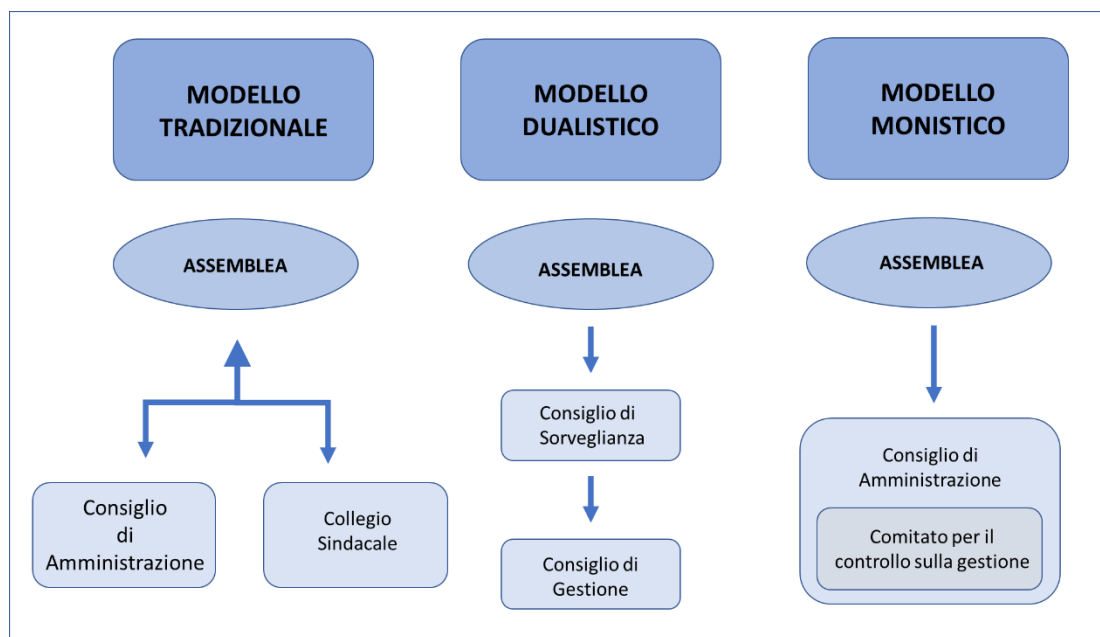 MODELLO
TRADIZIONALE
MODELLO
DUALISTICO
MODELLO
MONISTICO
ASSEMBLEA
ASSEMBLEA
ASSEMBLEA
Consiglio
di
Amministrazione
Collegio
Sindacale
Consiglio di
Sorveglianza
Consiglio di
Gestione
Consiglio di
Amministrazione
Comitato per il
controllo sulla gestione